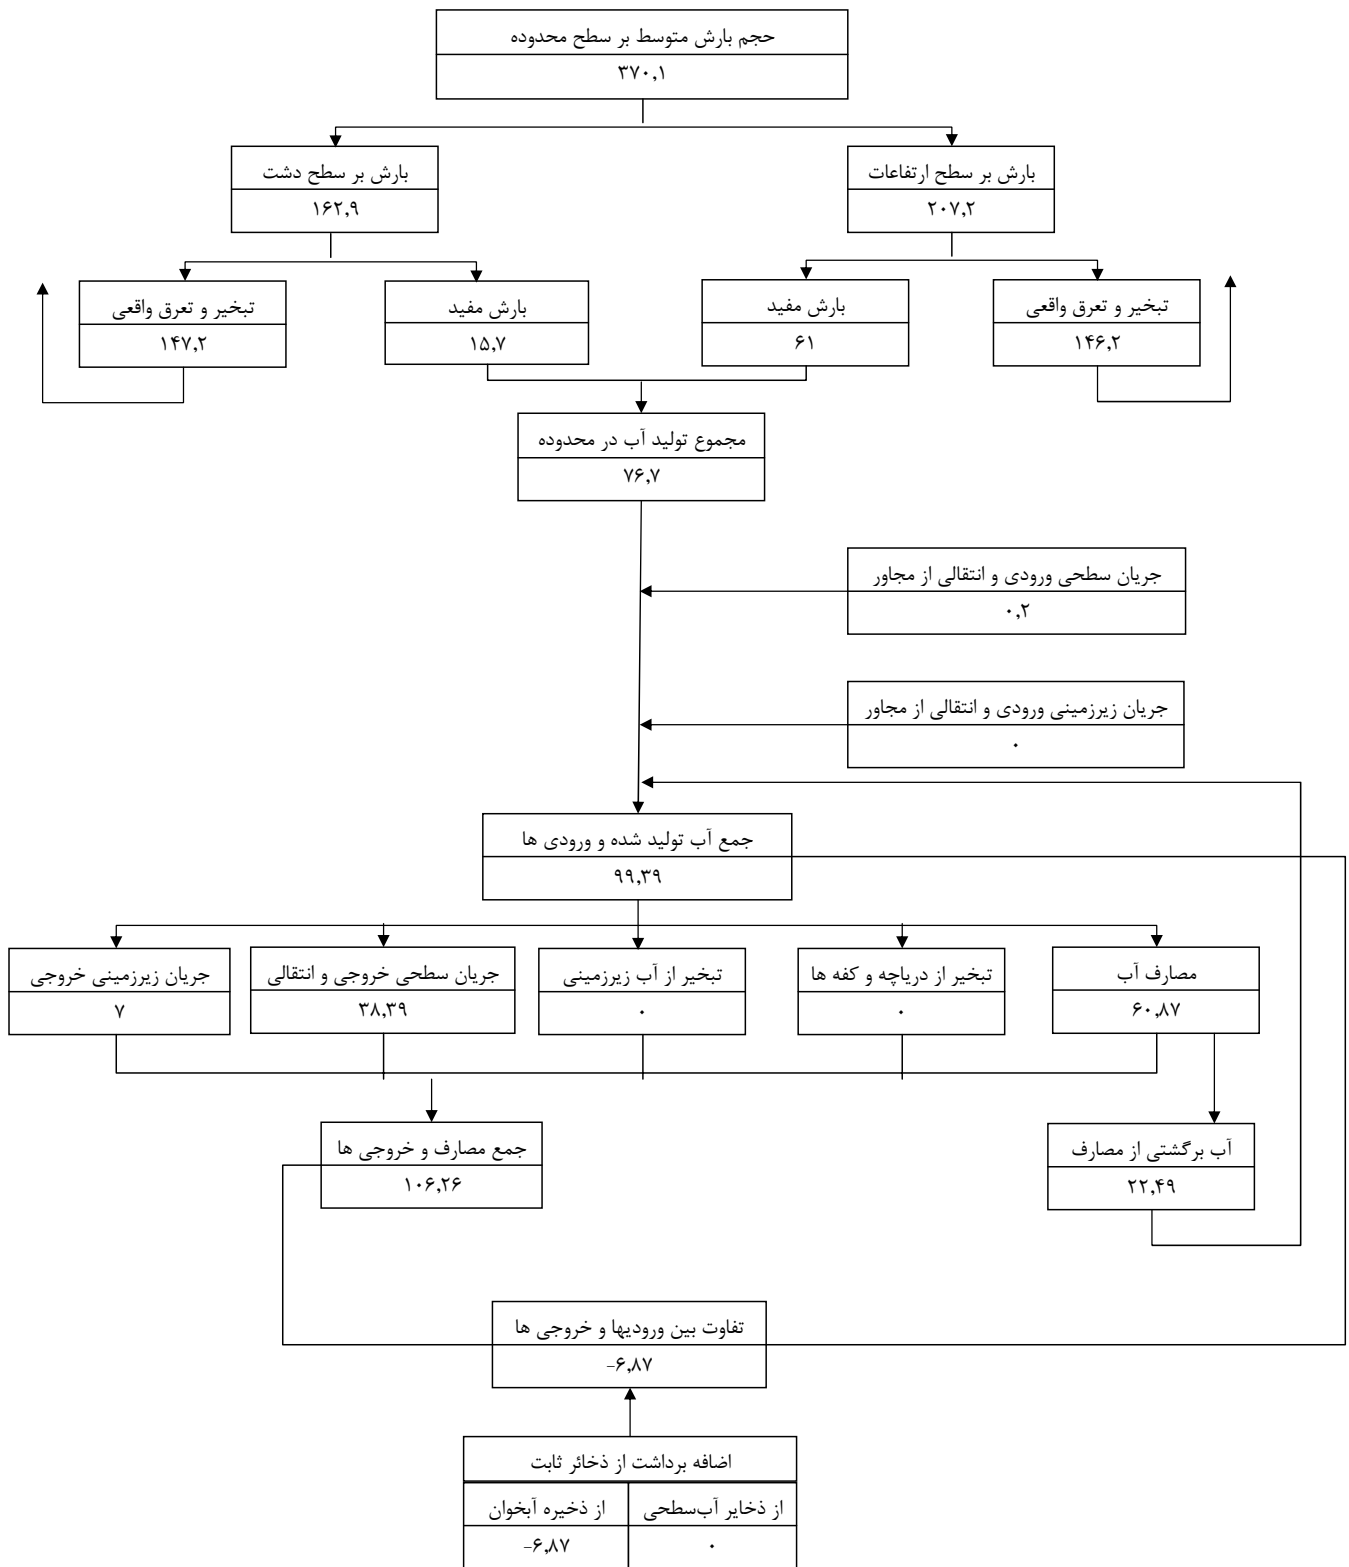 حجم بارش متوسط بر سطح محدوده
۳۷۰,۱
بارش بر سطح ارتفاعات
۲۰۷,۲
بارش بر سطح دشت
۱۶۲,۹
تبخیر و تعرق واقعی
۱۴۶,۲
بارش مفید
۶۱
بارش مفید
۱۵,۷
تبخیر و تعرق واقعی
۱۴۷,۲
مجموع تولید آب در محدوده
۷۶,۷
جریان سطحی ورودی و انتقالی از مجاور
۰,۲
جریان زیرزمینی ورودی و انتقالی از مجاور
۰
جمع آب تولید شده و ورودی ها
۹۹,۳۹
مصارف آب
۶۰,۸۷
تبخیر از دریاچه و کفه ها
۰
تبخیر از آب زیرزمینی
۰
جریان سطحی خروجی و انتقالی
۳۸,۳۹
جریان زیرزمینی خروجی
۷
آب برگشتی از مصارف
۲۲,۴۹
جمع مصارف و خروجی ها
۱۰۶,۲۶
تفاوت بین ورودیها و خروجی ها
-۶,۸۷
اضافه برداشت از ذخائر ثابت
از ذخایر آب‌سطحی
۰
از ذخیره آبخوان
-۶,۸۷